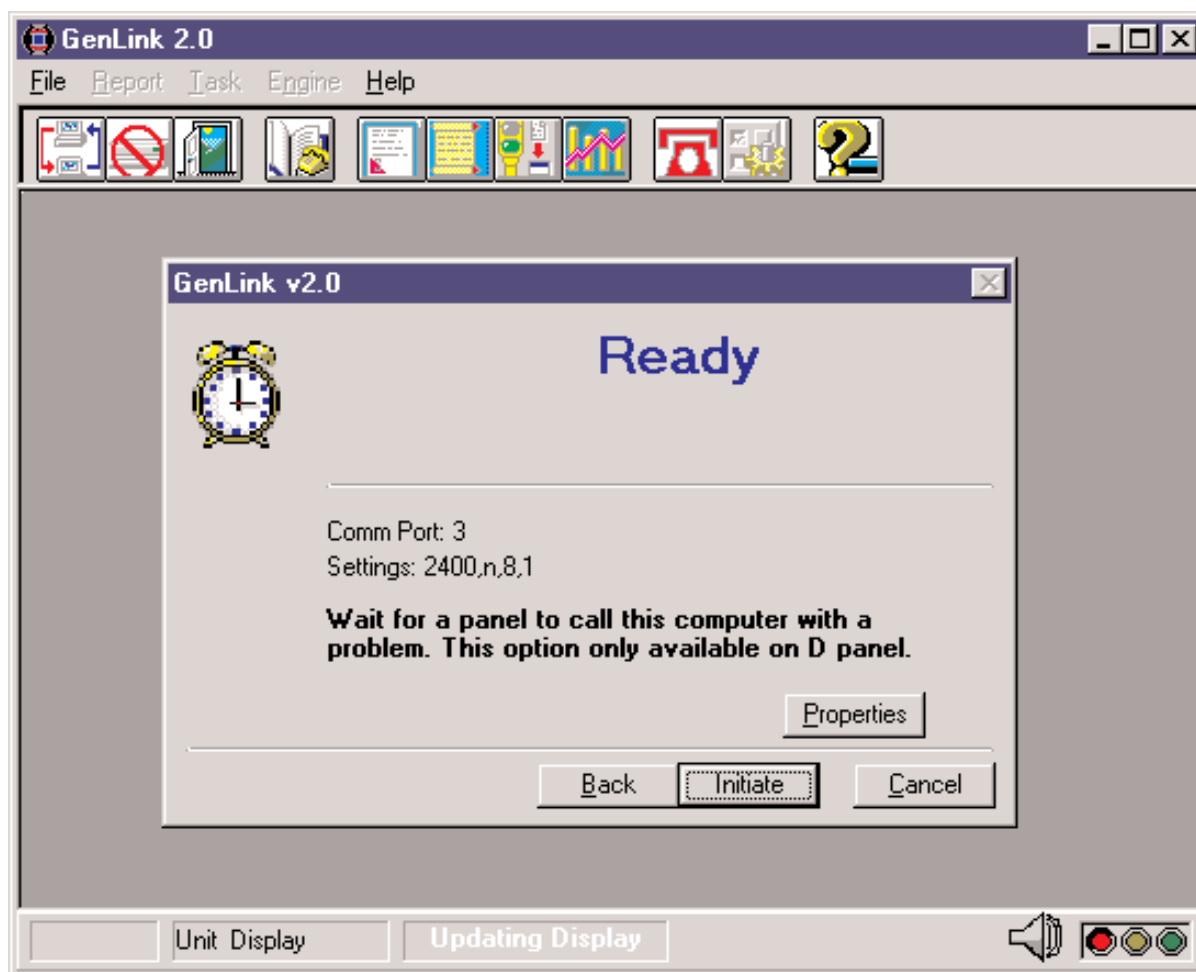 GenLink 2.0
File Report Task Engine Help
GenLink v2.0
Ready
Comm Port: 3
Settings: 2400,n,8,1
Wait for a panel to call this computer with a
problem. This option only available on D panel.
Properties
Back Initiate Cancel
Unit Display Updating Display